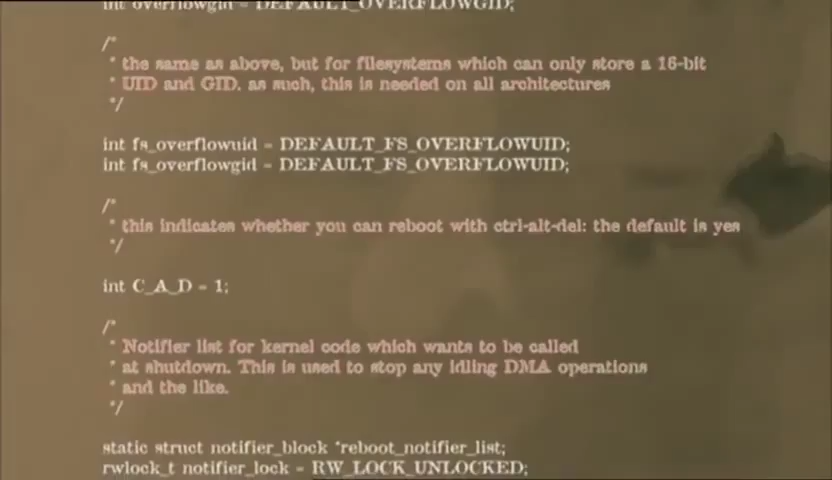 int overflowgid = DEFAULT_OVERFLOWGID;
/*
* the same as above, but for filesystems which can only store a 16-bit
* UID and GID. as such, this is needed on all architectures
*/
int fs_overflowuid = DEFAULT_FS_OVERFLOWUID;
int fs_overflowgid = DEFAULT_FS_OVERFLOWUID;
/*
* this indicates whether you can reboot with ctrl-alt-del: the default is yes
*/
int C_A_D = 1;
/*
* Notifier list for kernel code which wants to be called
* at shutdown. This is used to stop any idling DMA operations
* and the like.
*/
static struct notifier_block *reboot_notifier_list;
rwlock_t notifier_lock = RW_LOCK_UNLOCKED;